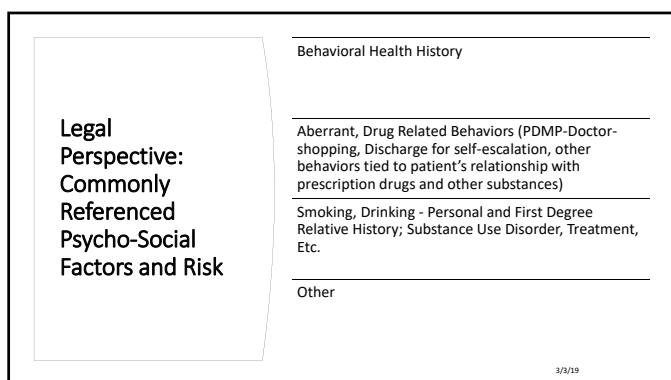 Legal
Perspective:
Commonly
Referenced
Psycho-Social
Factors and Risk
Behavioral Health History
Aberrant, Drug Related Behaviors (PDMP-Doctor-
shopping, Discharge for self-escalation, other
behaviors tied to patient’s relationship with
prescription drugs and other substances)
Smoking, Drinking - Personal and First Degree
Relative History; Substance Use Disorder, Treatment,
Etc.
Other
3/3/19